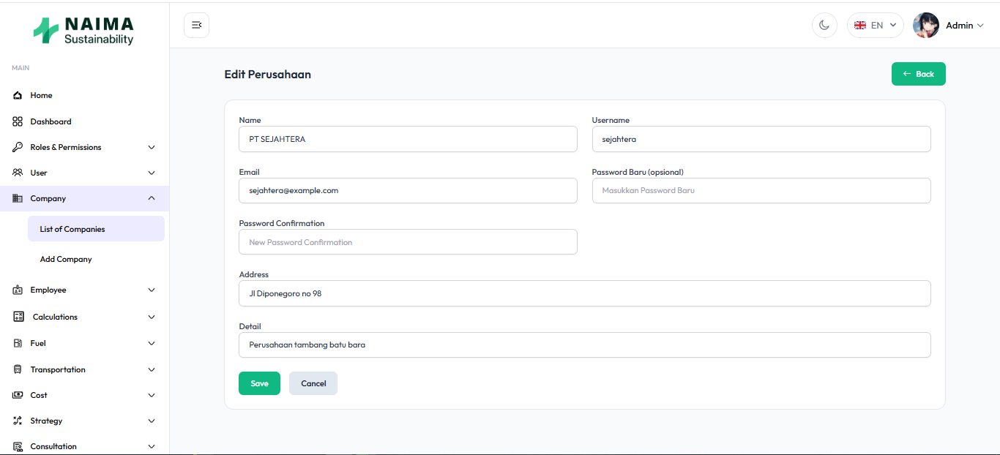 NAIMA
Sustainability
EN
Admin
MAIN
Home
Dashboard
Roles & Permissions
User
Company
List of Companies
Add Company
Employee
Calculations
Fuel
Transportation
Cost
Strategy
Consultation
Edit Perusahaan
Back
Name
PT SEJAHTERA
Username
sejahtera
Email
sejahtera@example.com
Password Baru (opsional)
Masukkan Password Baru
Password Confirmation
New Password Confirmation
Address
Jl Diponegoro no 98
Detail
Perusahaan tambang batu bara
Save
Cancel